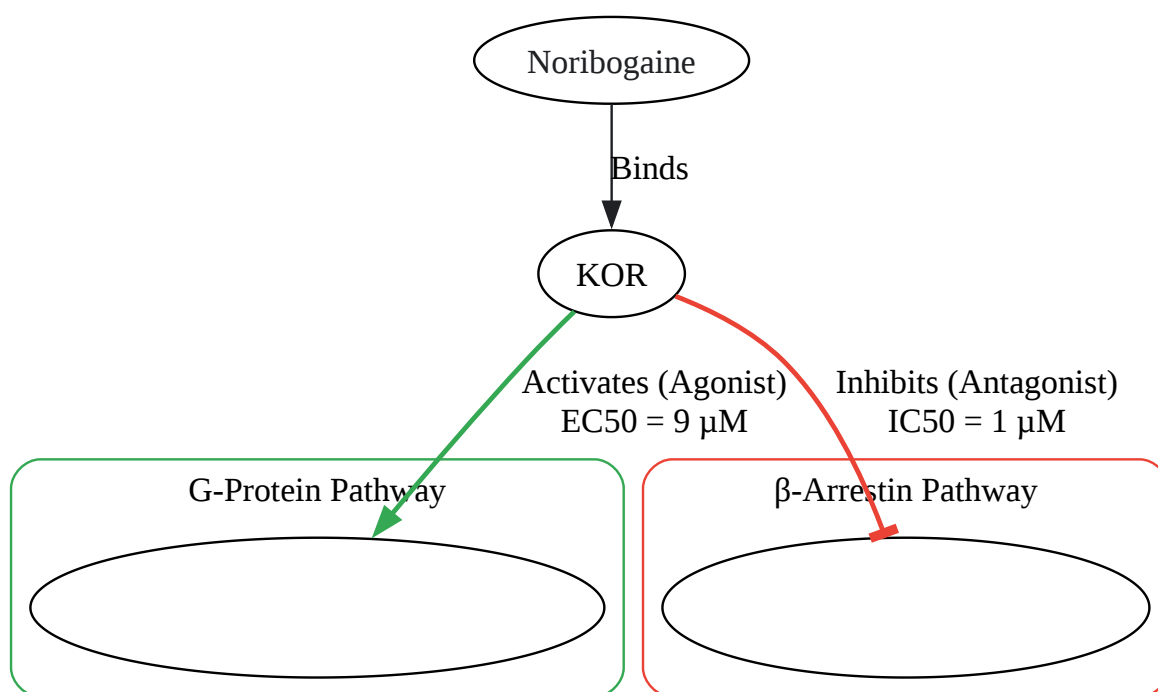 Noribogaine
Binds
KOR
Activates (Agonist)
EC50 = 9 µM
Inhibits (Antagonist)
IC50 = 1 µM
G-Protein Pathway
β-Arrestin Pathway